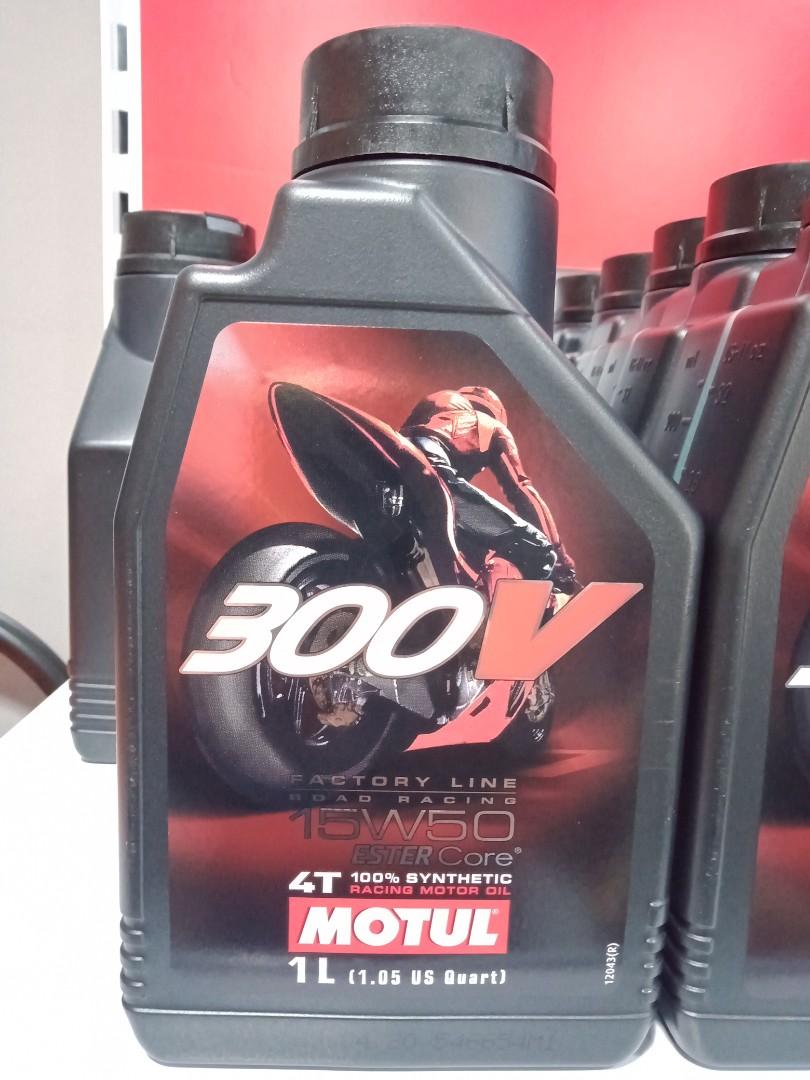 300V
FACTORY LINE
ROAD RACING
15W50
ESTER Core®
4T 100% SYNTHETIC
RACING MOTOR OIL
MOTUL®
1L (1.05 US Quart)
12043(R)